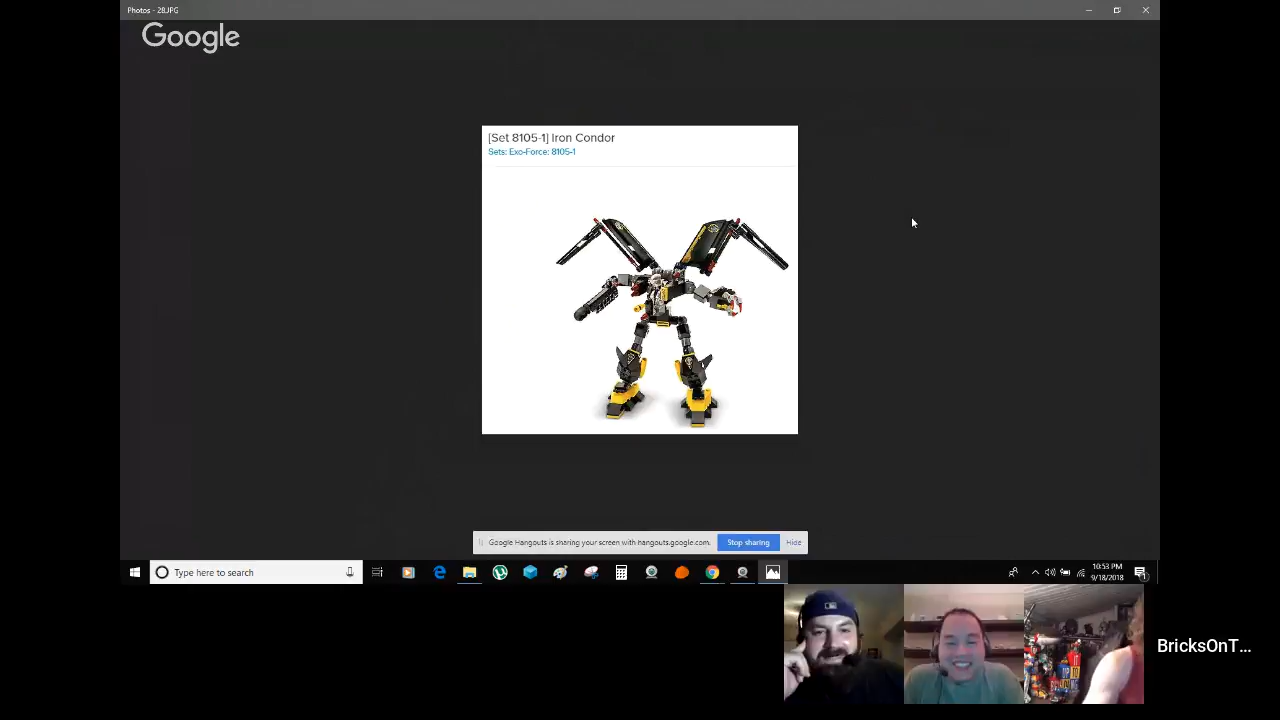 Photos - 28.JPG
Google
[Set 8105-1] Iron Condor
Sets: Exo-Force: 8105-1
Google Hangouts is sharing your screen with hangouts.google.com.
Stop sharing
Hide
Type here to search
10:53 PM
9/18/2018
BricksOnT...